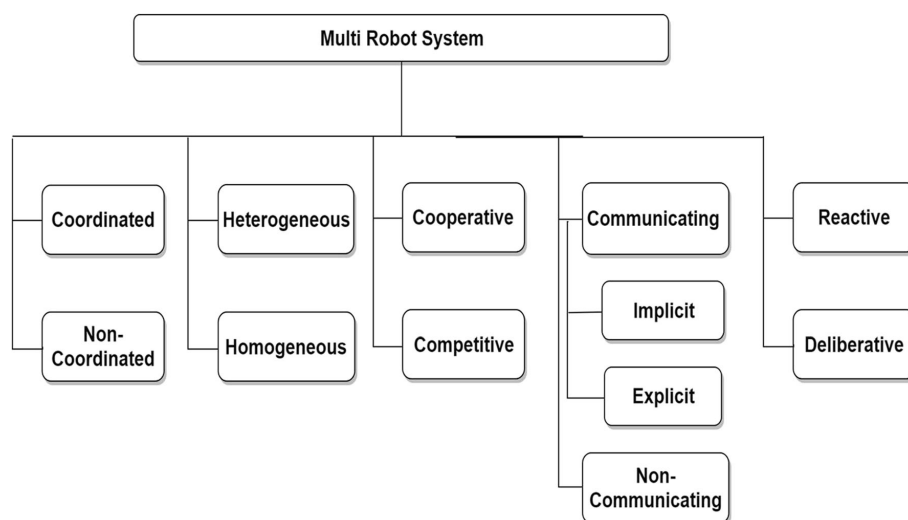 Multi Robot System
Coordinated
Heterogeneous
Cooperative
Communicating
Reactive
Non-
Coordinated
Homogeneous
Competitive
Implicit
Deliberative
Explicit
Non-
Communicating